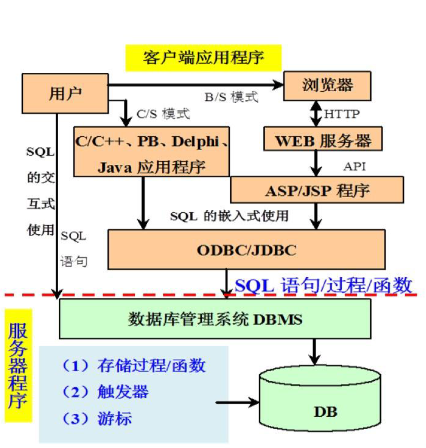 客户端应用程序
用户
浏览器
B/S 模式
C/S 模式
HTTP
C/C++、PB、Delphi、
Java 应用程序
WEB 服务器
API
SQL
的交
互式
使用
ASP/JSP 程序
SQL 的嵌入式使用
SQL
语句
ODBC/JDBC
SQL 语句/过程/函数
服务器程序
数据库管理系统 DBMS
（1）存储过程/函数
（2）触发器
（3）游标
DB